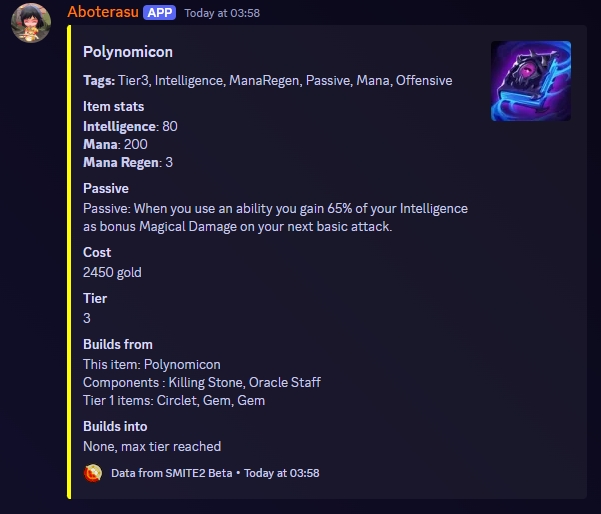 Aboterasu APP Today at 03:58
Polynomicon
Tags: Tier3, Intelligence, ManaRegen, Passive, Mana, Offensive
Item stats
Intelligence: 80
Mana: 200
Mana Regen: 3
Passive
Passive: When you use an ability you gain 65% of your Intelligence
as bonus Magical Damage on your next basic attack.
Cost
2450 gold
Tier
3
Builds from
This item: Polynomicon
Components : Killing Stone, Oracle Staff
Tier 1 items: Circlet, Gem, Gem
Builds into
None, max tier reached
Data from SMITE2 Beta • Today at 03:58